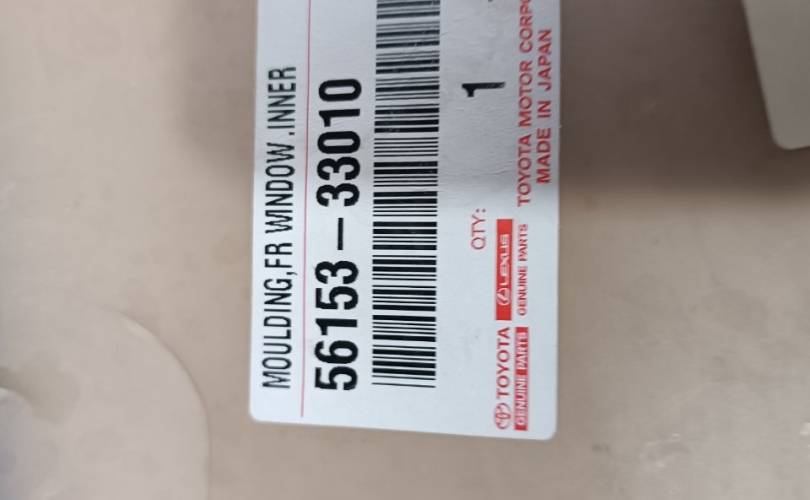 MOULDING,FR WINDOW .INNER
56153-33010
QTY: 1
TOYOTA LEXUS
GENUINE PARTS GENUINE PARTS
TOYOTA MOTOR
MADE IN JAPAN